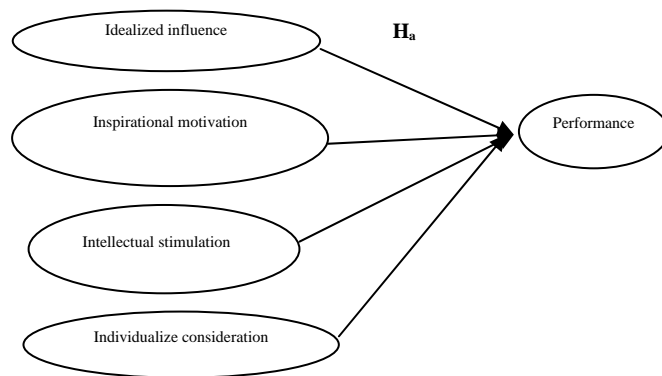 Idealized influence
Hₐ
Inspirational motivation
Performance
Intellectual stimulation
Individualize consideration